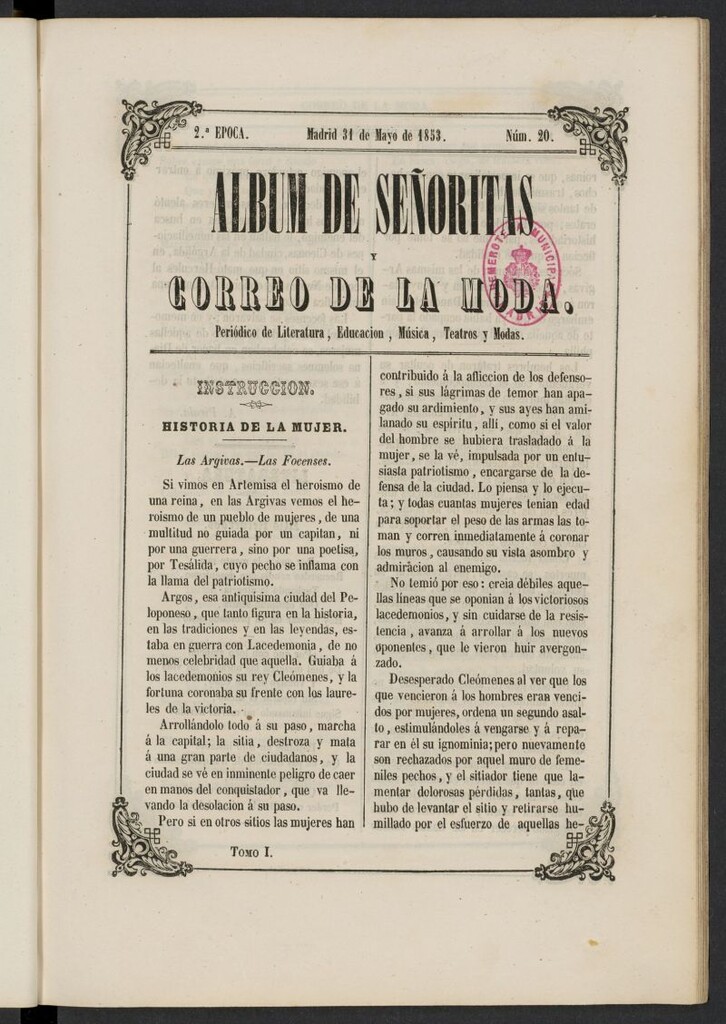 2.ª EPOCA. Madrid 31 de Mayo de 1853. Núm. 20.
ALBUM DE SEÑORITAS
Y
CORREO DE LA MODA.
Periódico de Literatura, Educacion, Música, Teatros y Modas.
HEMEROTECA MUNICIPAL
MADRID
INSTRUCCION.
HISTORIA DE LA MUJER.
Las Argivas.—Las Focenses.
Si vimos en Artemisa el heroismo de
una reina, en las Argivas vemos el he-
roismo de un pueblo de mujeres, de una
multitud no guiada por un capitan, ni
por una guerrera, sino por una poetisa,
por Tesálida, cuyo pecho se inflama con
la llama del patriotismo.
Argos, esa antiquísima ciudad del Pe-
loponeso, que tanto figura en la historia,
en las tradiciones y en las leyendas, es-
taba en guerra con Lacedemonia, de no
menos celebridad que aquella. Guiaba á
los lacedemonios su rey Cleómenes, y la
fortuna coronaba su frente con los laure-
les de la victoria.
Arrollándolo todo á su paso, marcha
á la capital; la sitia, destroza y mata
á una gran parte de ciudadanos, y la
ciudad se vé en inminente peligro de caer
en manos del conquistador, que va lle-
vando la desolacion á su paso.
Pero si en otros sitios las mujeres han
contribuido á la afliccion de los defenso-
res, si sus lágrimas de temor han apa-
gado su ardimiento, y sus ayes han ami-
lanado su espíritu, allí, como si el valor
del hombre se hubiera trasladado á la
mujer, se la vé, impulsada por un entu-
siasta patriotismo, encargarse de la de-
fensa de la ciudad. Lo piensa y lo ejecu-
ta; y todas cuantas mujeres tenian edad
para soportar el peso de las armas las to-
man y corren inmediatamente á coronar
los muros, causando su vista asombro y
admiracion al enemigo.
No temió por eso: creia débiles aque-
llas líneas que se oponian á los victoriosos
lacedemonios, y sin cuidarse de la resis-
tencia, avanza á arrollar á los nuevos
oponentes, que le vieron huir avergon-
zado.
Desesperado Cleómenes al ver que los
que vencieron á los hombres eran venci-
dos por mujeres, ordena un segundo asal-
to, estimulándoles á vengarse y á repa-
rar en él su ignominia; pero nuevamente
son rechazados por aquel muro de feme-
niles pechos, y el sitiador tiene que la-
mentar dolorosas pérdidas, tantas, que
hubo de levantar el sitio y retirarse hu-
millado por el esfuerzo de aquellas he-
TOMO I.